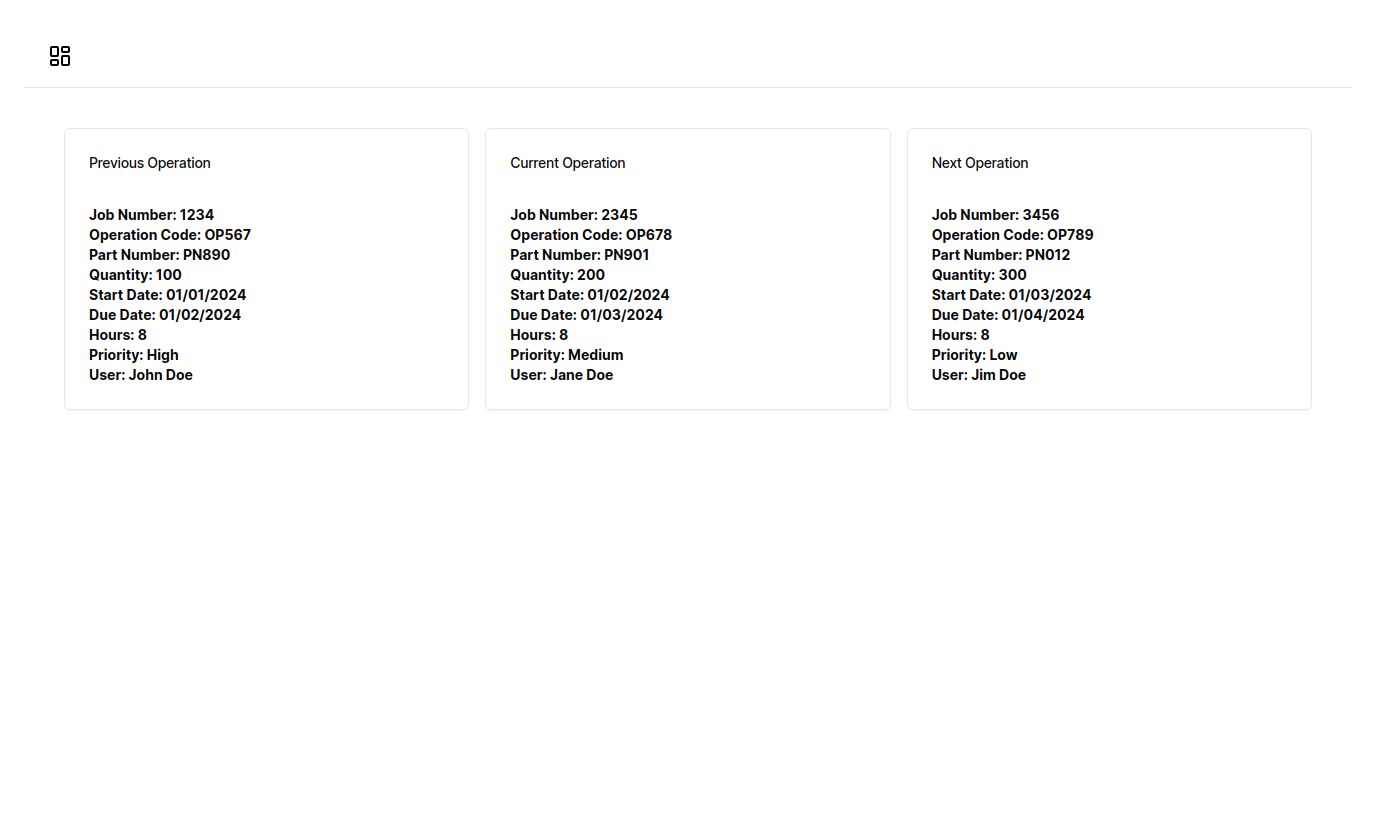 Previous Operation
Job Number: 1234
Operation Code: OP567
Part Number: PN890
Quantity: 100
Start Date: 01/01/2024
Due Date: 01/02/2024
Hours: 8
Priority: High
User: John Doe
Current Operation
Job Number: 2345
Operation Code: OP678
Part Number: PN901
Quantity: 200
Start Date: 01/02/2024
Due Date: 01/03/2024
Hours: 8
Priority: Medium
User: Jane Doe
Next Operation
Job Number: 3456
Operation Code: OP789
Part Number: PN012
Quantity: 300
Start Date: 01/03/2024
Due Date: 01/04/2024
Hours: 8
Priority: Low
User: Jim Doe